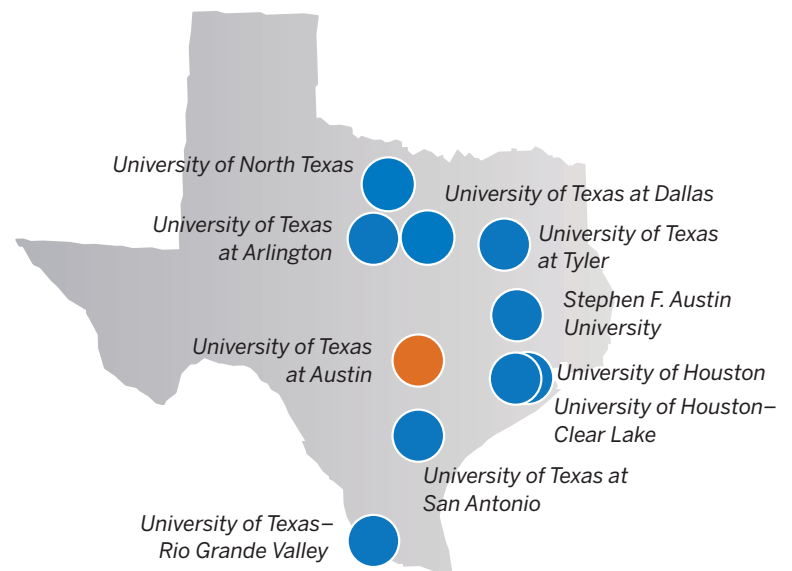 University of North Texas
University of Texas at Dallas
University of Texas
at Arlington
University of Texas
at Tyler
Stephen F. Austin
University
University of Texas
at Austin
University of Houston
University of Houston–
Clear Lake
University of Texas at
San Antonio
University of Texas–
Rio Grande Valley